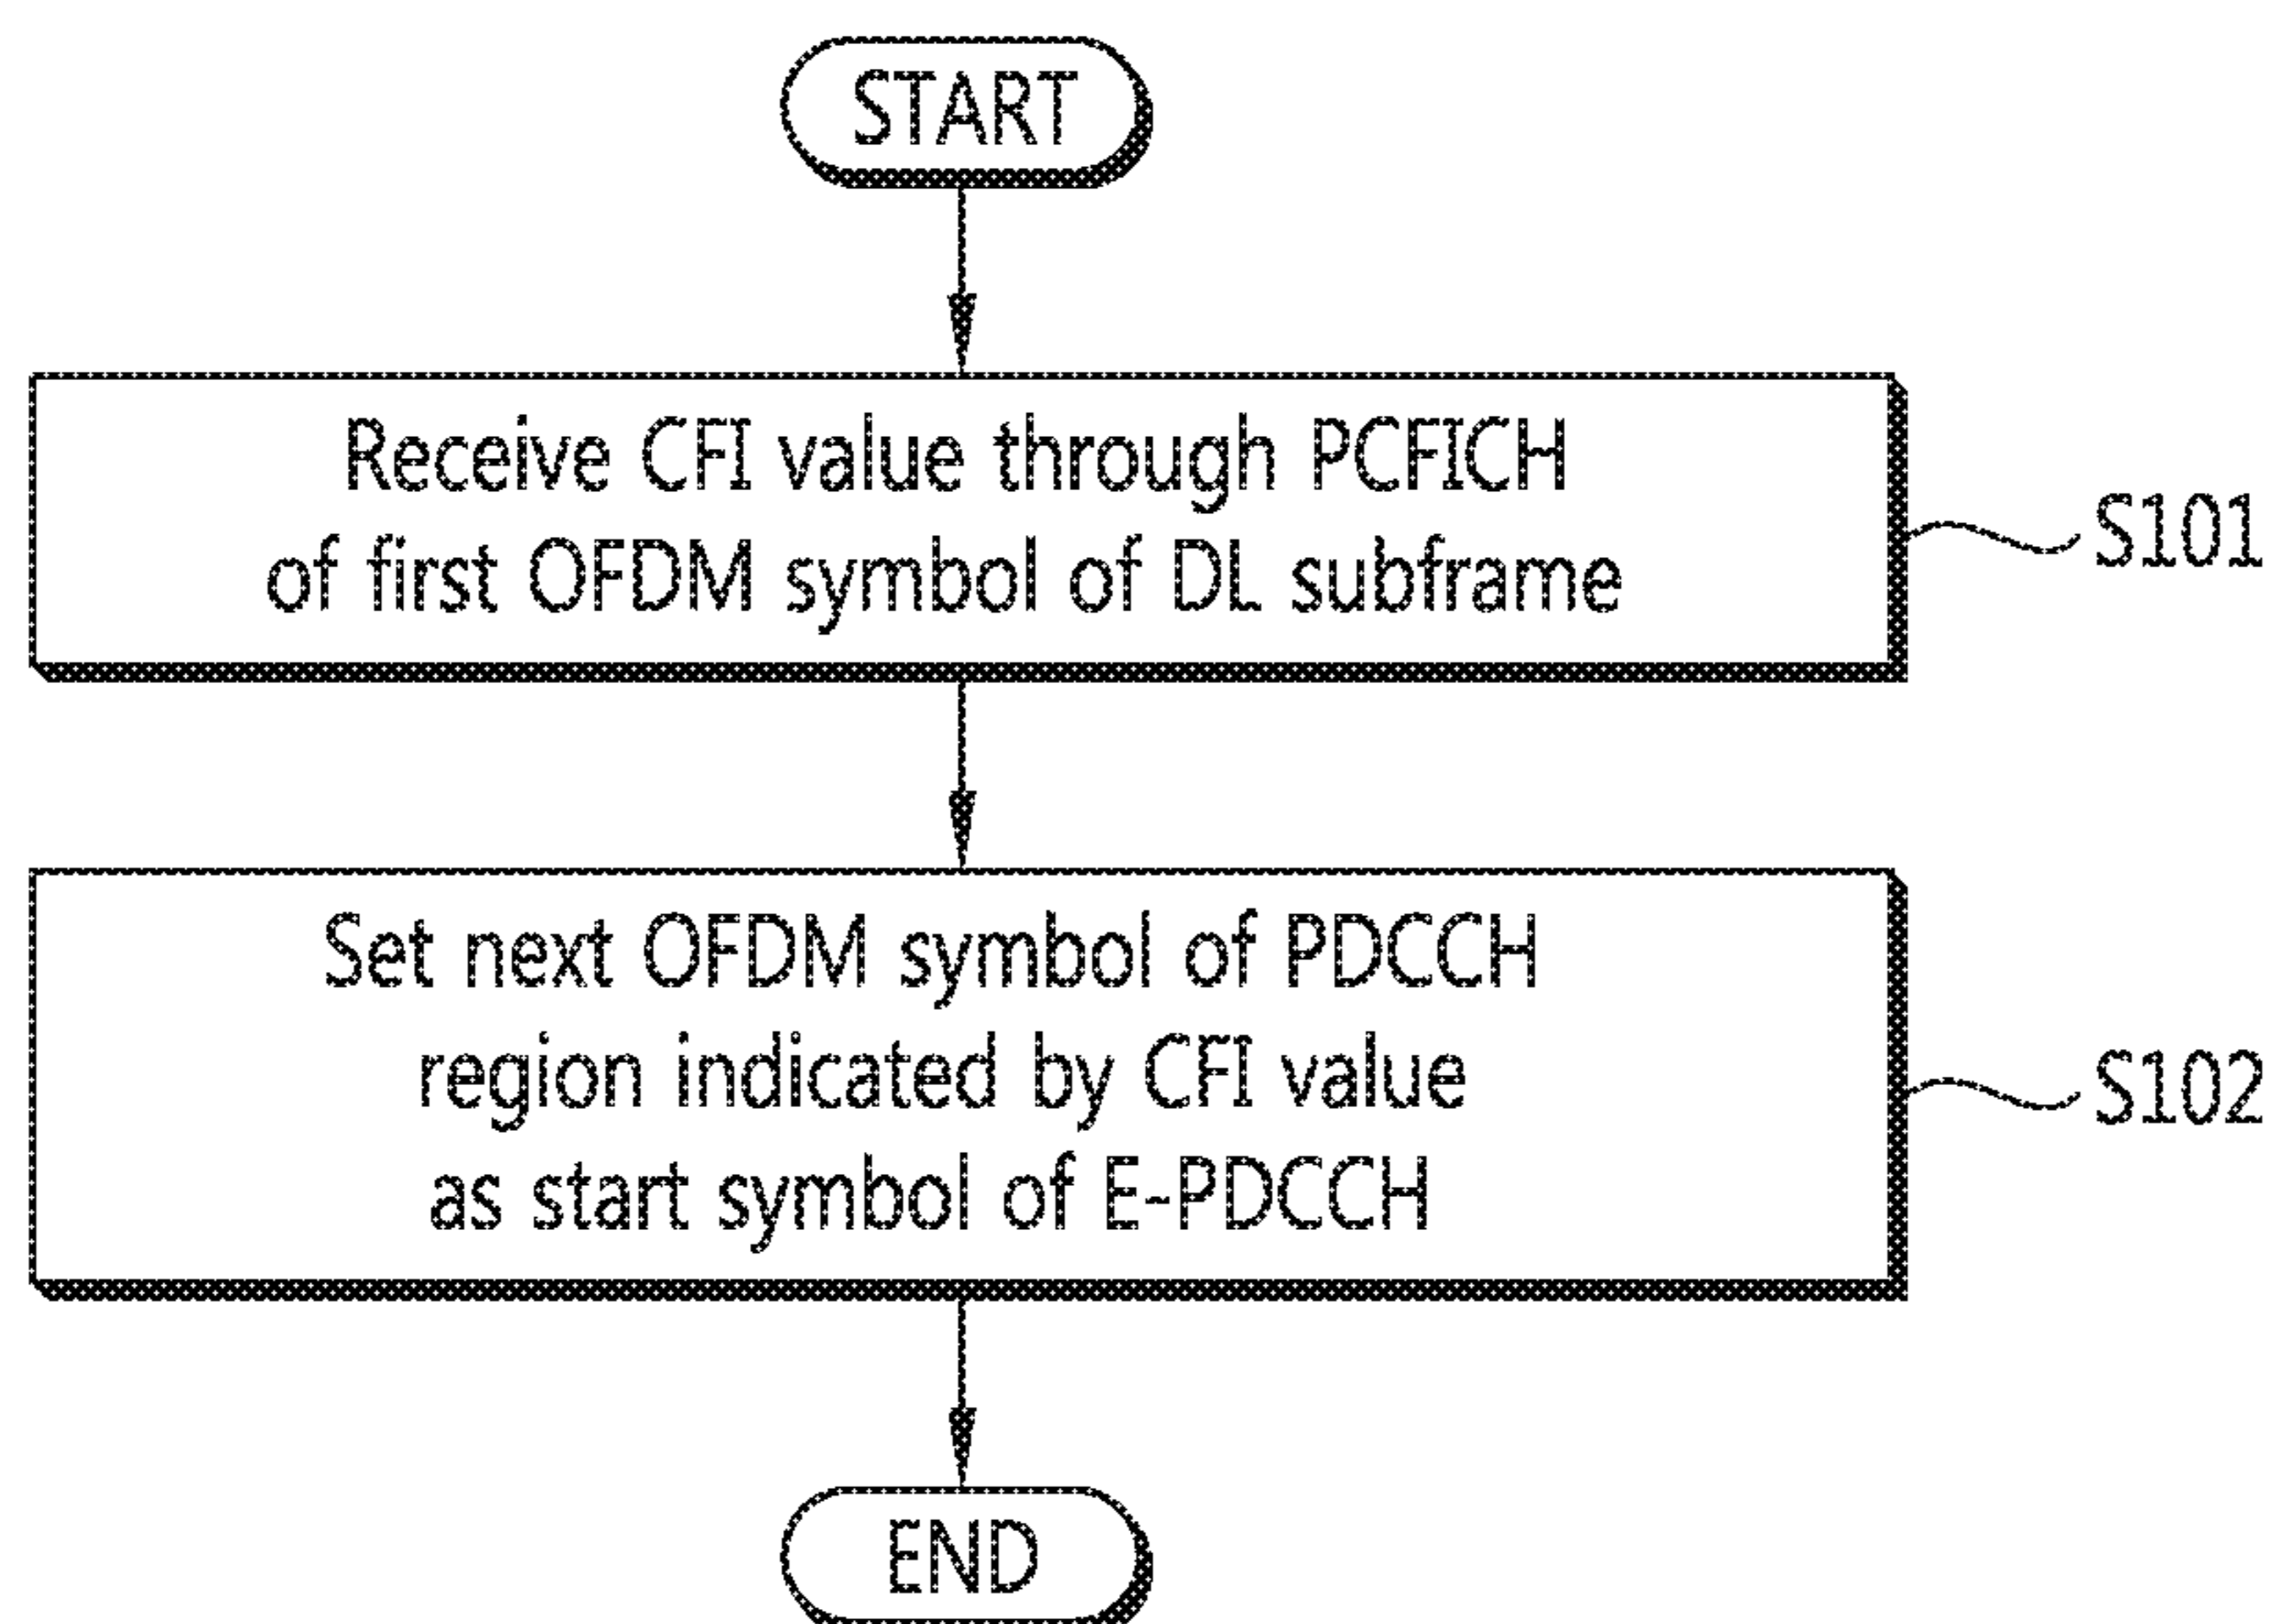 START
Receive CFI value through PCFICH
of first OFDM symbol of DL subframe
S101
Set next OFDM symbol of PDCCH
region indicated by CFI value
as start symbol of E-PDCCH
S102
END